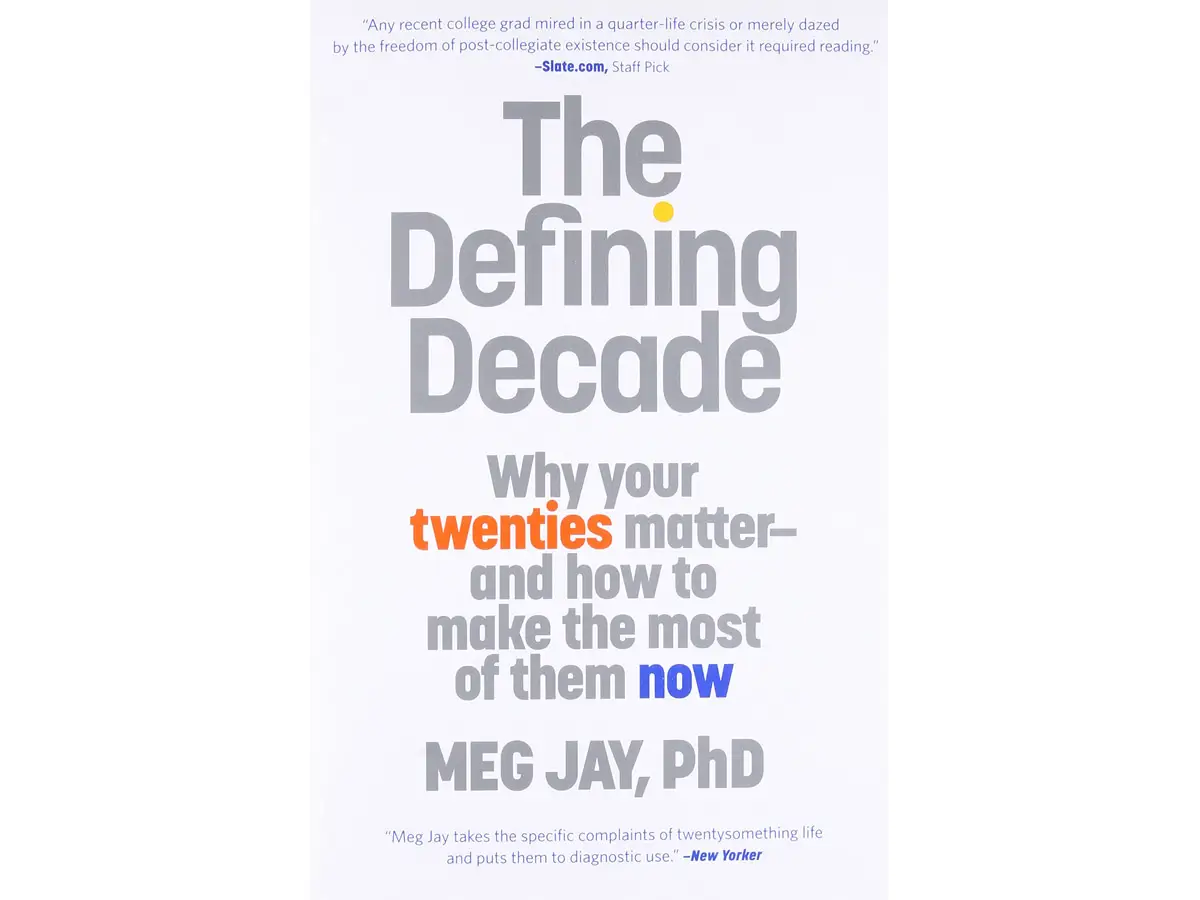 “Any recent college grad mired in a quarter-life crisis or merely dazed
by the freedom of post-collegiate existence should consider it required reading.”
–Slate.com, Staff Pick
The
Defining
Decade
Why your
twenties matter–
and how to
make the most
of them now
MEG JAY, PhD
“Meg Jay takes the specific complaints of twentysomething life
and puts them to diagnostic use.” –New Yorker